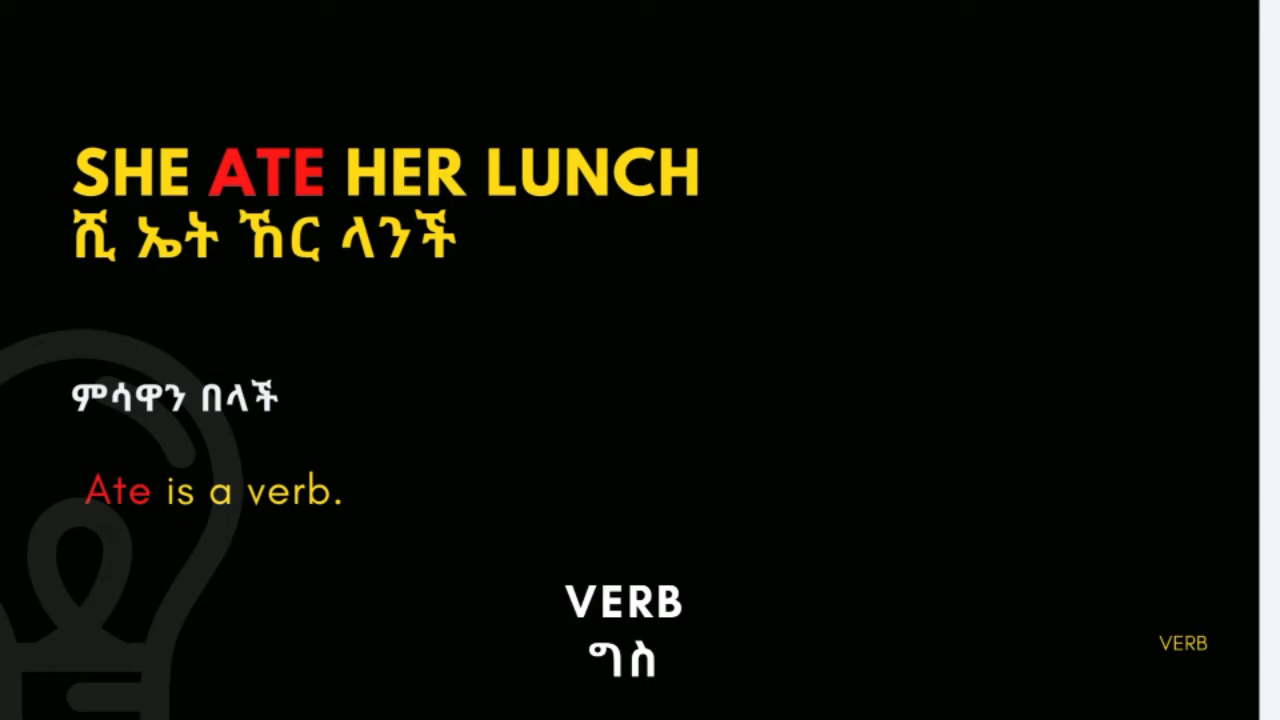 SHE ATE HER LUNCH
ሺ ኤት ኸር ላንች
ምሳዋን በላች
Ate is a verb.
VERB
ግስ
VERB